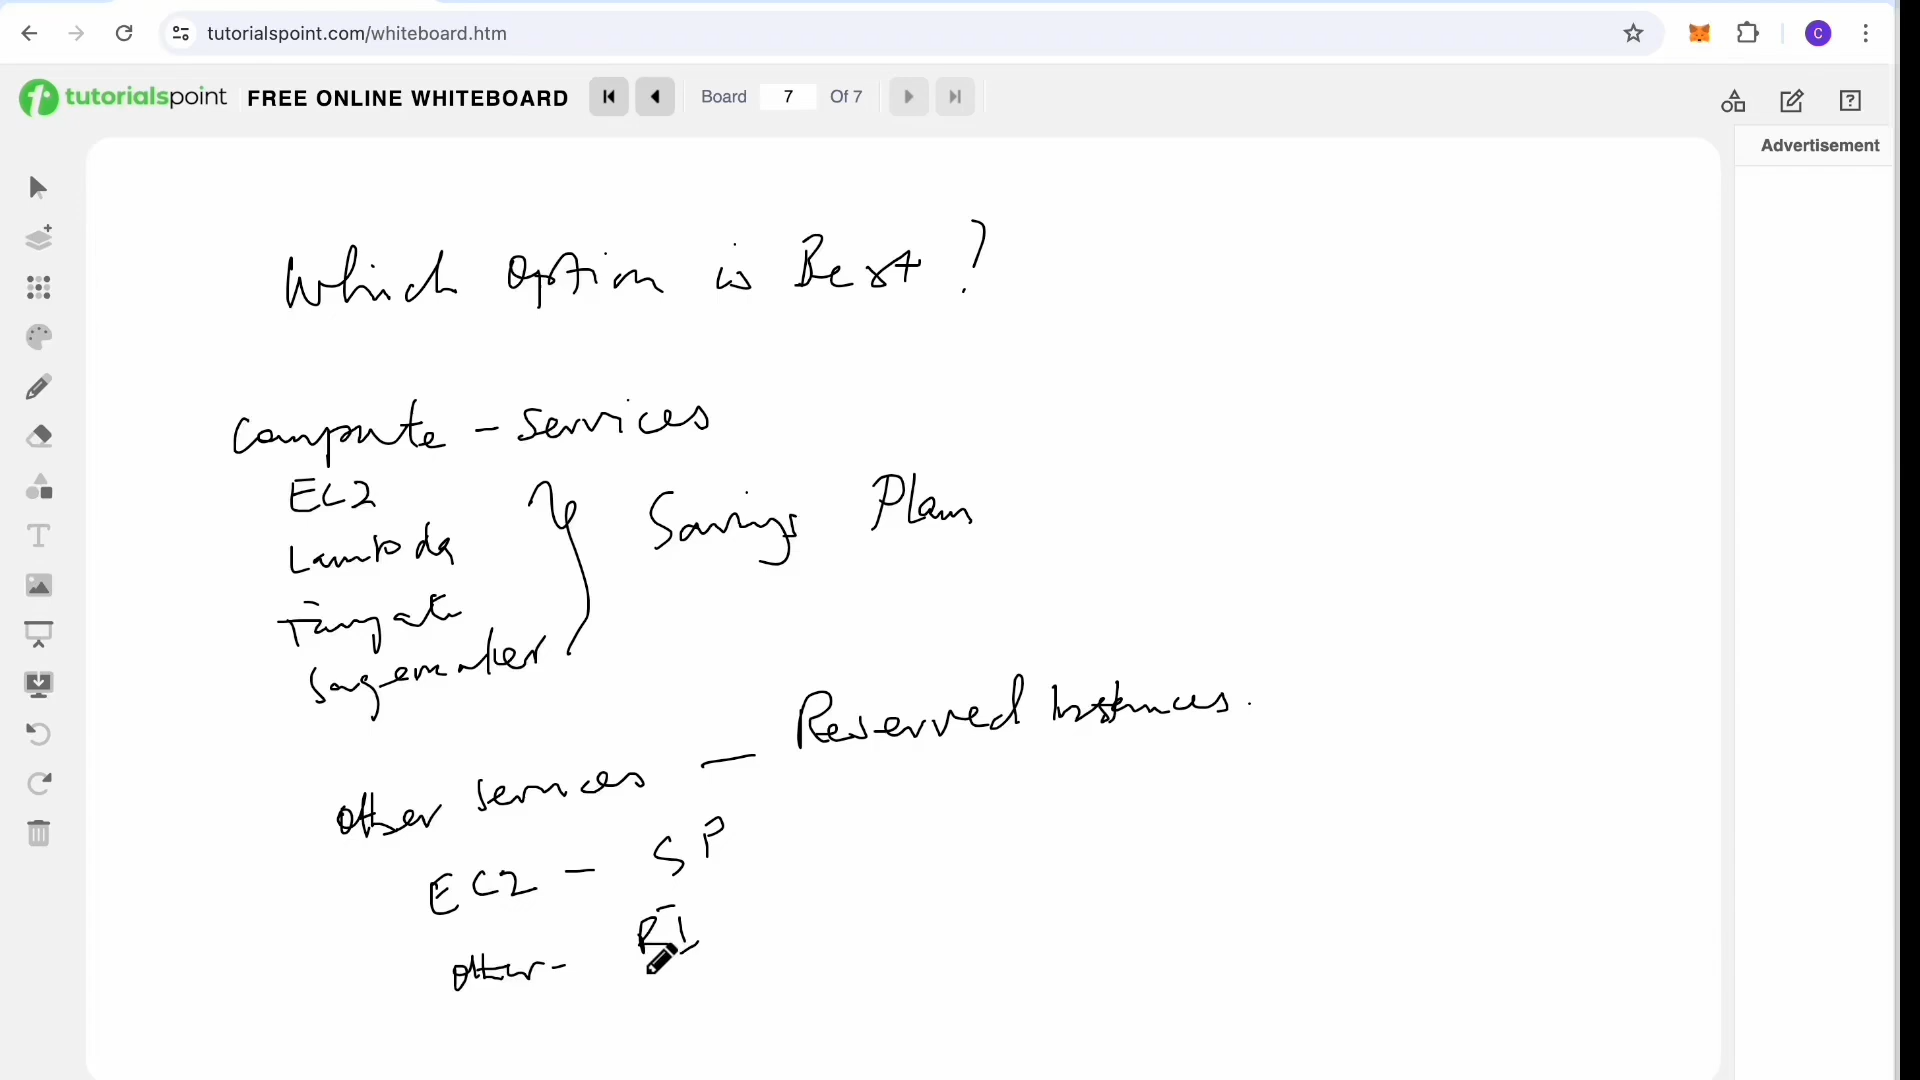 tutorialspoint.com/whiteboard.htm
C
tutorialspoint FREE ONLINE WHITEBOARD Board 7 Of 7
Advertisement
Which Option is Best ?
Compute - Services
EC2
Lambda
Fargate
Sagemaker
Savings Plans
Other Services — Reserved Instances.
EC2 - SP
Other - RI